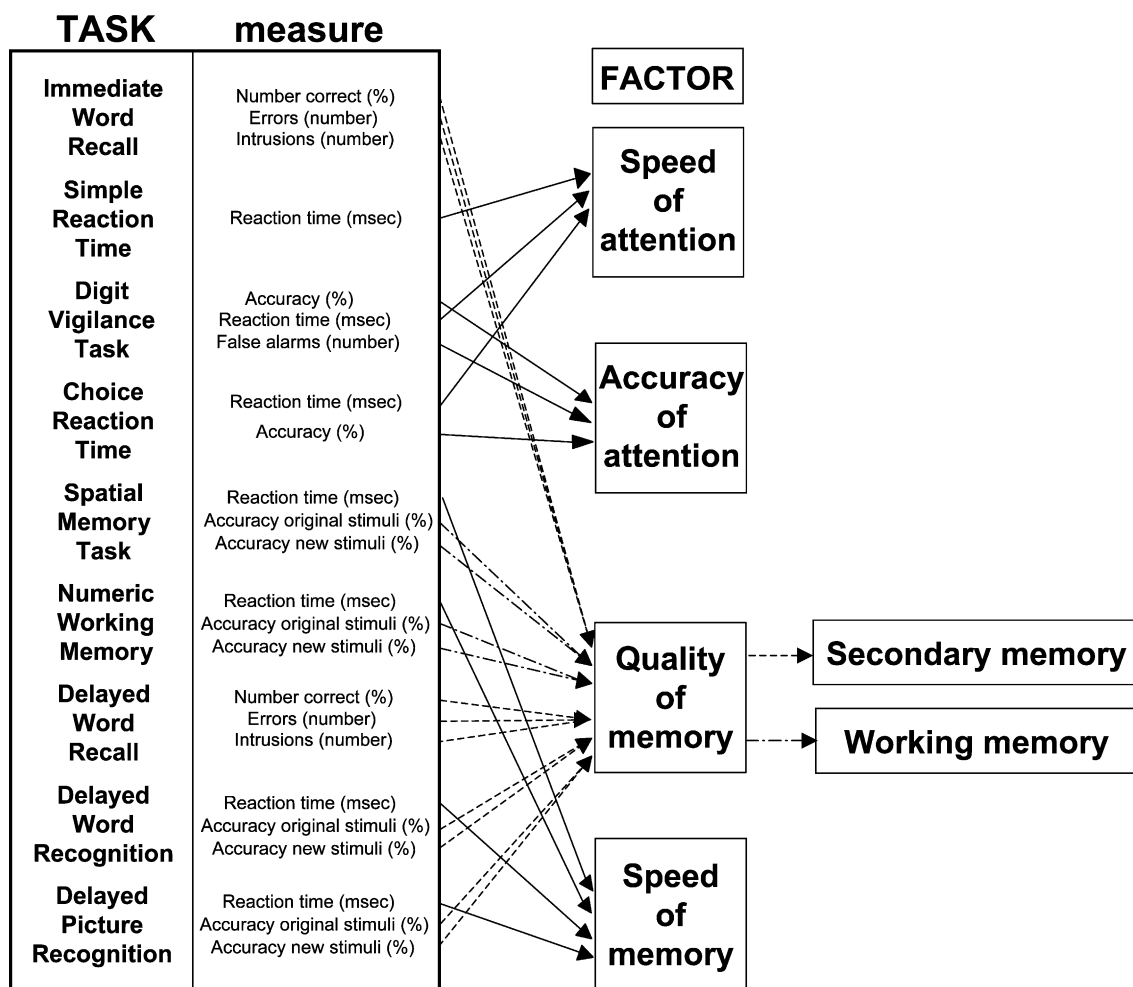 TASK
measure
Immediate
Word
Recall
Number correct (%)
Errors (number)
Intrusions (number)
Simple
Reaction
Time
Reaction time (msec)
Digit
Vigilance
Task
Accuracy (%)
Reaction time (msec)
False alarms (number)
Choice
Reaction
Time
Reaction time (msec)
Accuracy (%)
Spatial
Memory
Task
Reaction time (msec)
Accuracy original stimuli (%)
Accuracy new stimuli (%)
Numeric
Working
Memory
Reaction time (msec)
Accuracy original stimuli (%)
Accuracy new stimuli (%)
Delayed
Word
Recall
Number correct (%)
Errors (number)
Intrusions (number)
Delayed
Word
Recognition
Reaction time (msec)
Accuracy original stimuli (%)
Accuracy new stimuli (%)
Delayed
Picture
Recognition
Reaction time (msec)
Accuracy original stimuli (%)
Accuracy new stimuli (%)
FACTOR
Speed
of
attention
Accuracy
of
attention
Quality
of
memory
Speed
of
memory
Secondary memory
Working memory